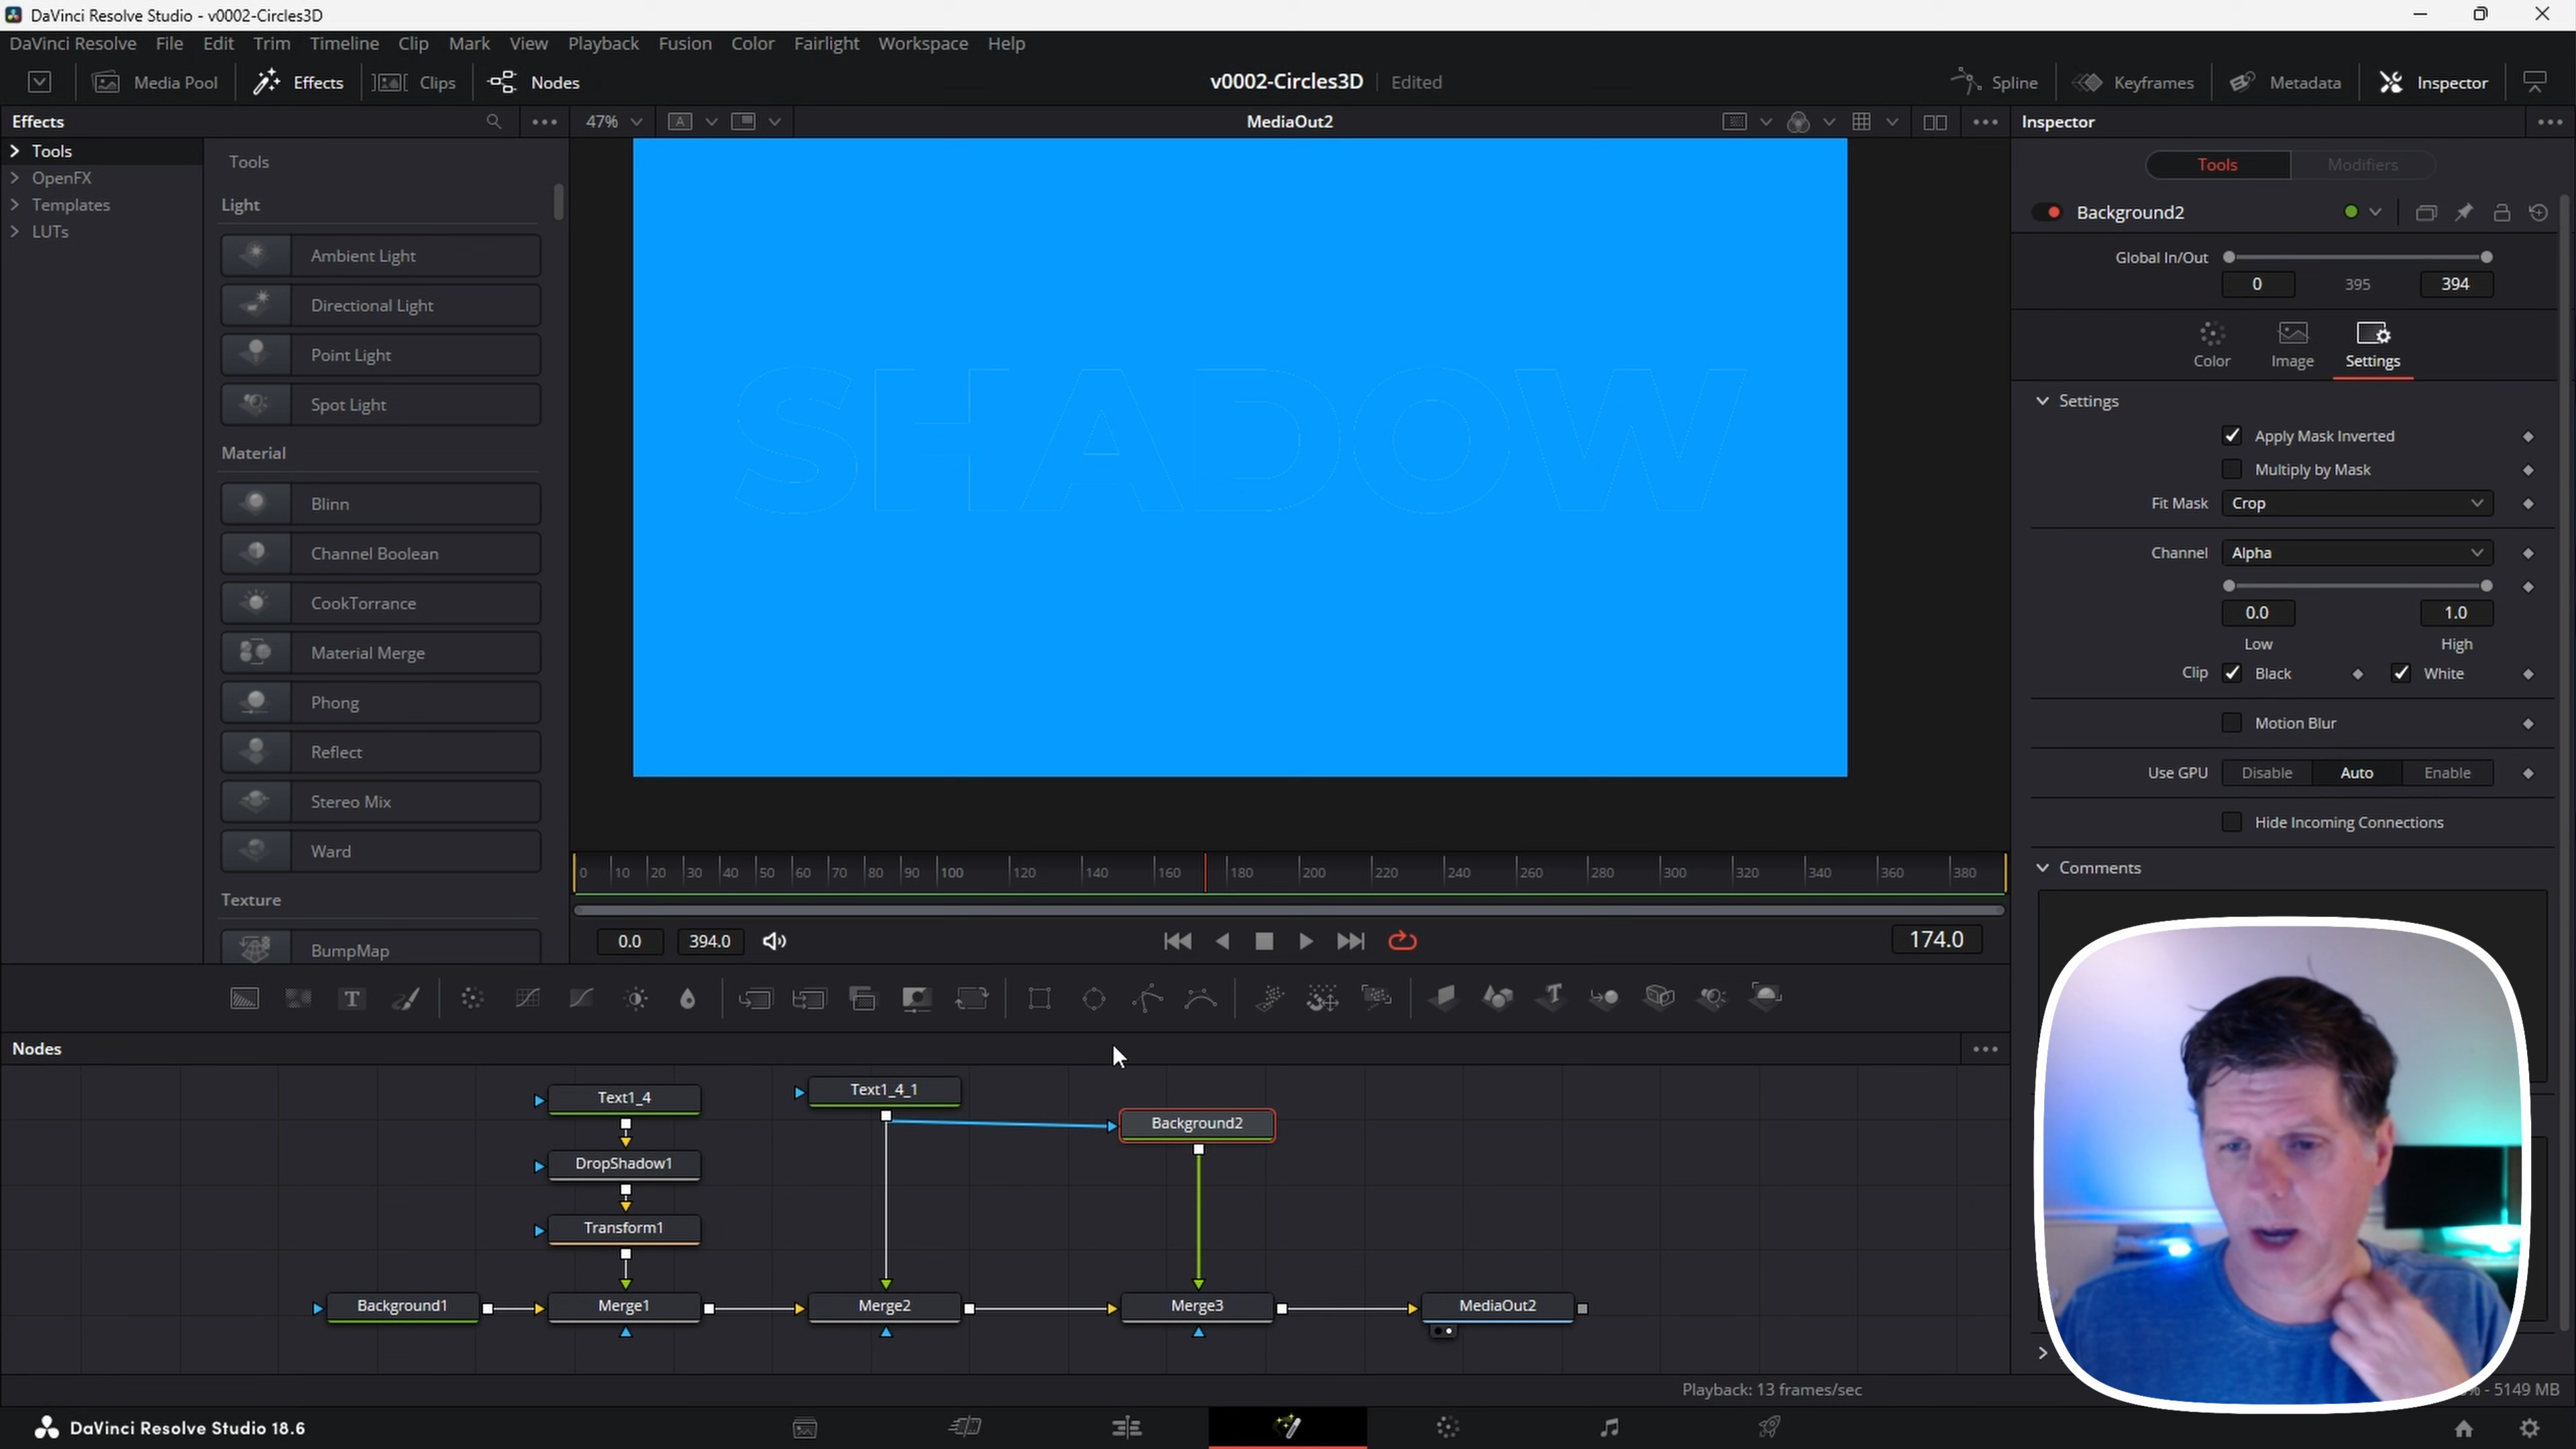 DaVinci Resolve Studio - v0002-Circles3D
DaVinci Resolve File Edit Trim Timeline Clip Mark View Playback Fusion Color Fairlight Workspace Help
Media Pool Effects Clips Nodes v0002-Circles3D Edited Spline Keyframes Metadata Inspector
Effects 47% A MediaOut2 Inspector
Tools
OpenFX
Templates
LUTs
Tools
Light
Ambient Light
Directional Light
Point Light
Spot Light
Material
Blinn
Channel Boolean
CookTorrance
Material Merge
Phong
Reflect
Stereo Mix
Ward
Texture
BumpMap
SHADOW
0 10 20 30 40 50 60 70 80 90 100 120 140 160 180 200 220 240 260 280 300 320 340 360 380
0.0 394.0 174.0
Tools Modifiers
Background2
Global In/Out
0 395 394
Color Image Settings
Settings
Apply Mask Inverted
Multiply by Mask
Fit Mask Crop
Channel Alpha
0.0 1.0
Low High
Clip Black White
Motion Blur
Use GPU Disable Auto Enable
Hide Incoming Connections
Comments
T T
Nodes
Text1_4 Text1_4_1
Background2
DropShadow1
Transform1
Background1 Merge1 Merge2 Merge3 MediaOut2
Playback: 13 frames/sec
- 5149 MB
DaVinci Resolve Studio 18.6